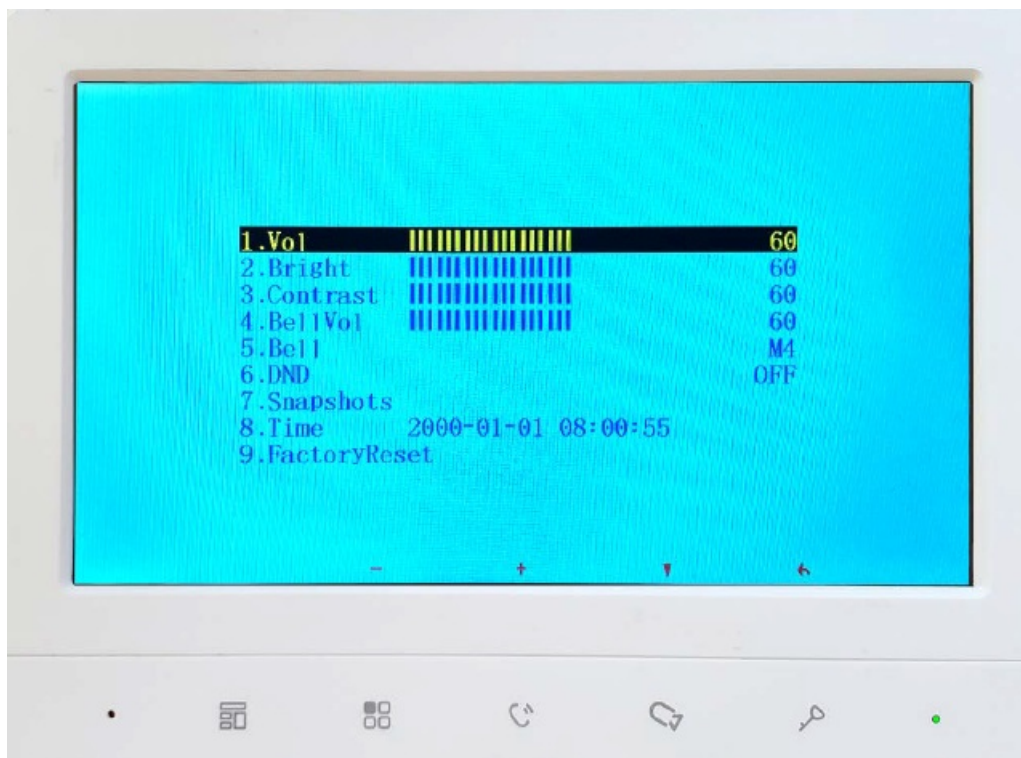 1.Vol 60
2.Bright 60
3.Contrast 60
4.BellVol 60
5.Bell M4
6.DND OFF
7.Snapshots
8.Time 2000-01-01 08:00:55
9.FactoryReset
- +